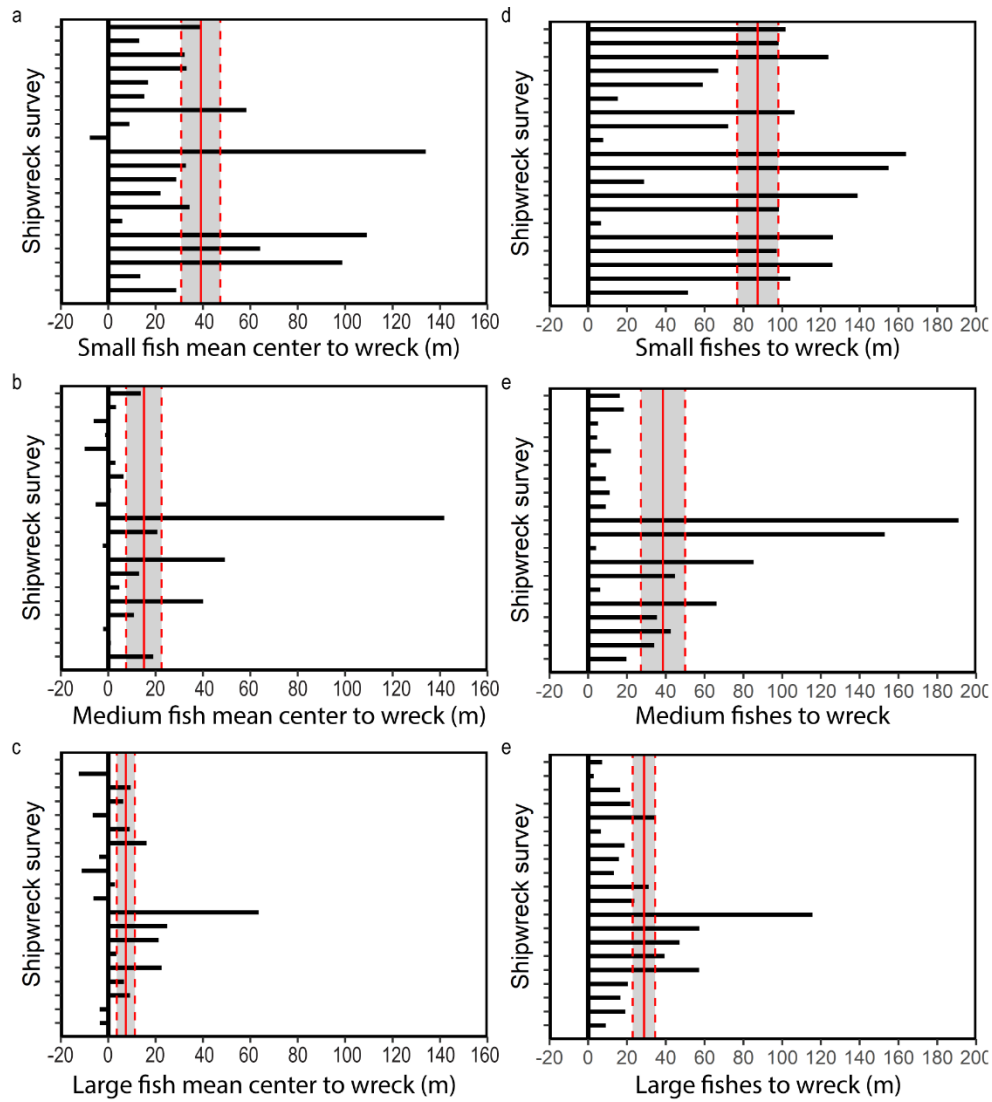 a
Shipwreck survey
-20 0 20 40 60 80 100 120 140 160
Small fish mean center to wreck (m)
d
Shipwreck survey
-20 0 20 40 60 80 100 120 140 160 180 200
Small fishes to wreck (m)
b
Shipwreck survey
-20 0 20 40 60 80 100 120 140 160
Medium fish mean center to wreck (m)
e
Shipwreck survey
-20 0 20 40 60 80 100 120 140 160 180 200
Medium fishes to wreck
c
Shipwreck survey
-20 0 20 40 60 80 100 120 140 160
Large fish mean center to wreck (m)
e
Shipwreck survey
-20 0 20 40 60 80 100 120 140 160 180 200
Large fishes to wreck (m)